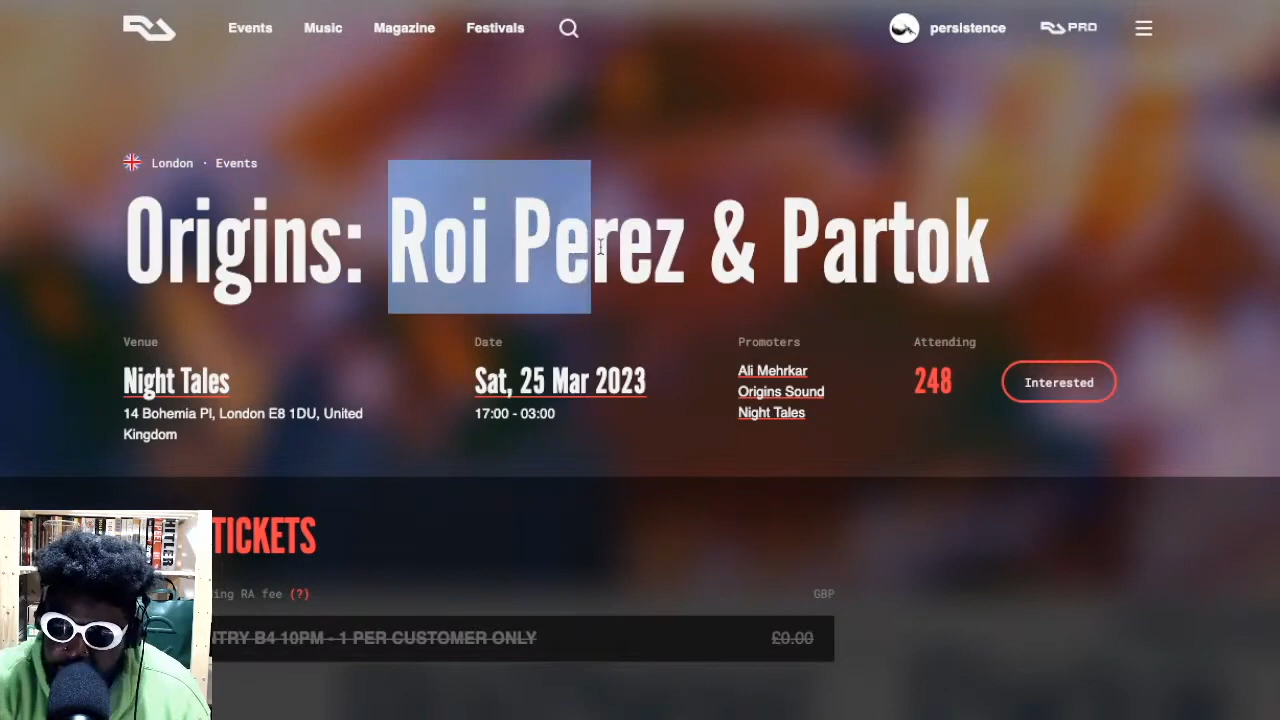 Events Music Magazine Festivals persistence PRO
London · Events
Origins: Roi Perez & Partok
Venue Date Promoters Attending
Night Tales Sat, 25 Mar 2023 Ali Mehrkar 248 Interested
14 Bohemia Pl, London E8 1DU, United 17:00 - 03:00 Origins Sound
Kingdom Night Tales
TICKETS
RA fee (?) GBP
B4 10PM - 1 PER CUSTOMER ONLY £0.00
HITLER